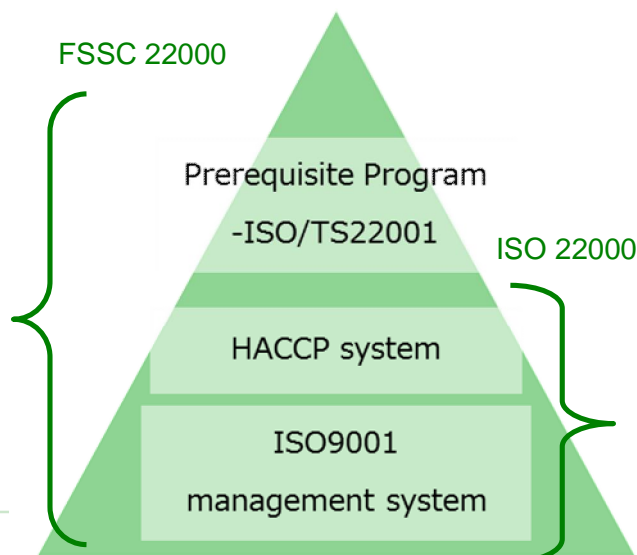 FSSC 22000
Prerequisite Program
-ISO/TS22001
ISO 22000
HACCP system
ISO9001
management system